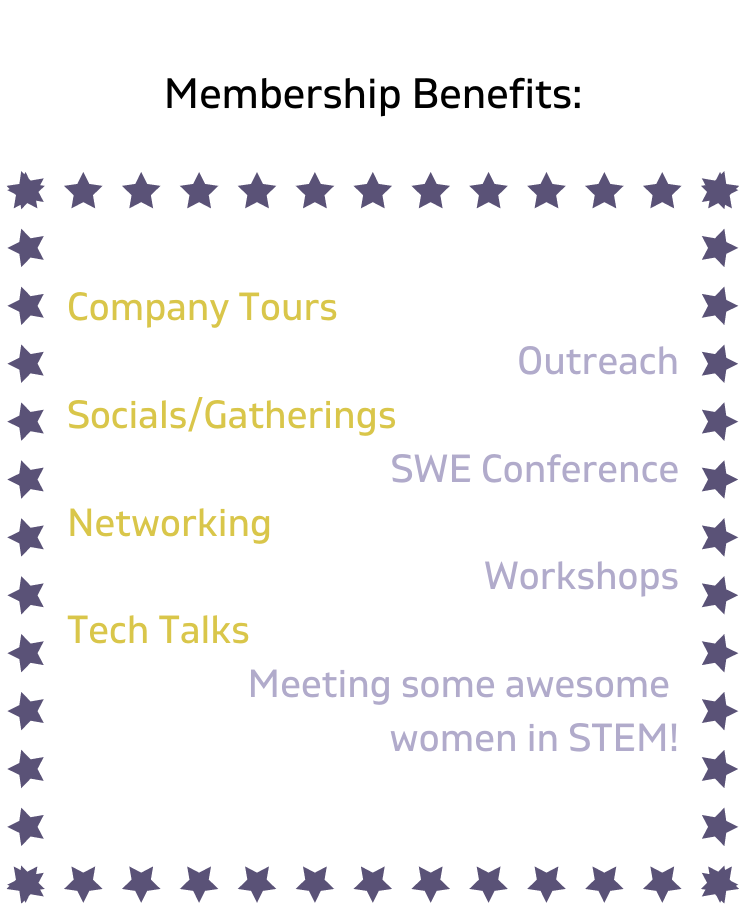 Membership Benefits:
Company Tours
Outreach
Socials/Gatherings
SWE Conference
Networking
Workshops
Tech Talks
Meeting some awesome
women in STEM!